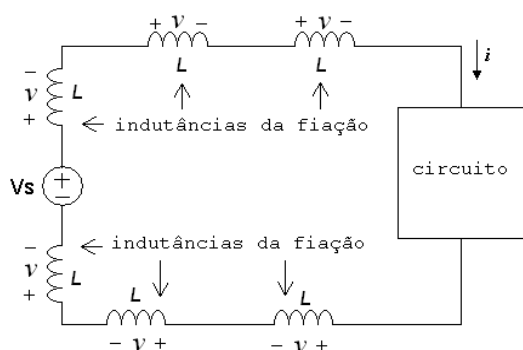 + v -
+ v -
L
L
i
-
v
+
L
indutâncias da fiação
circuito
Vs
+
-
indutâncias da fiação
-
v
+
L
L
L
- v +
- v +